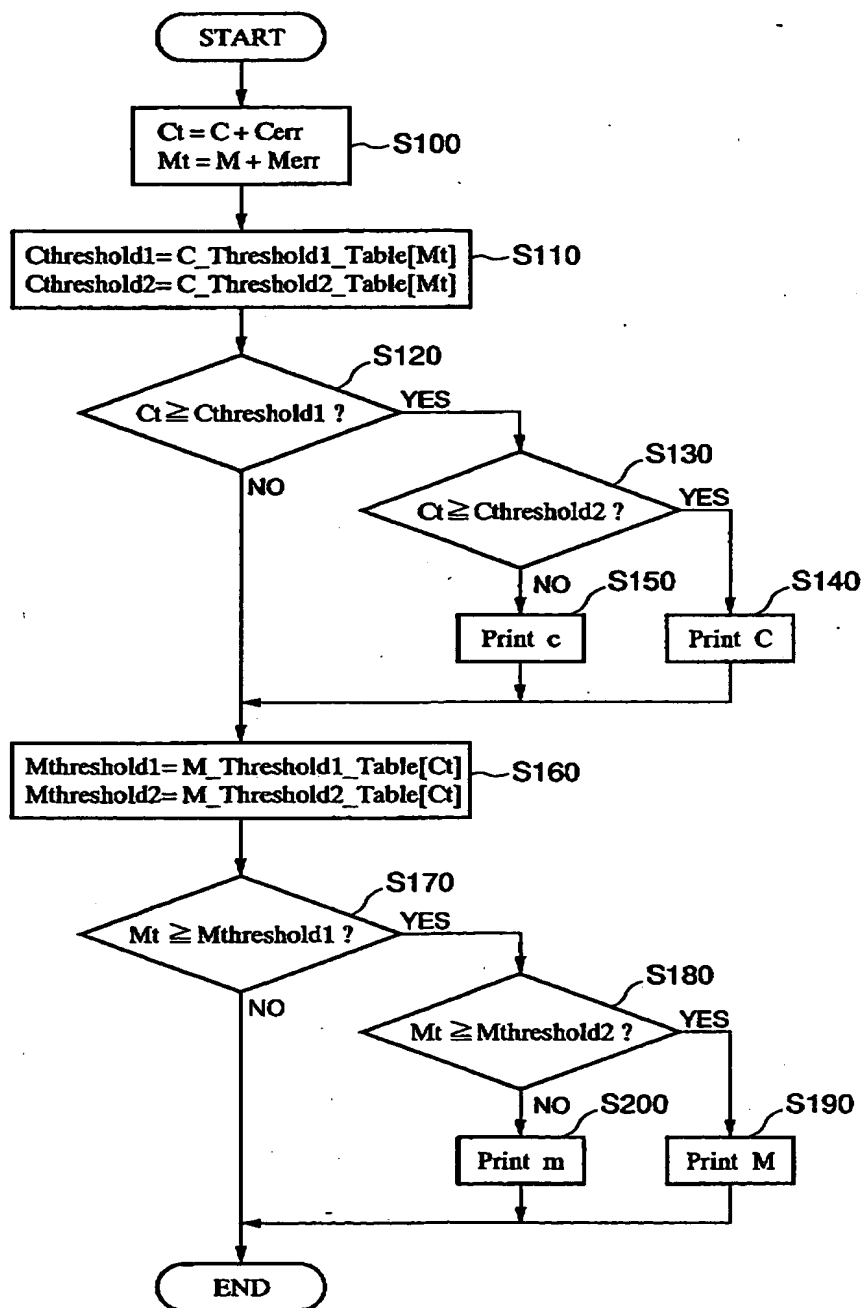 START
Ct = C + Cerr
Mt = M + Merr
S100
Cthreshold1= C_Threshold1_Table[Mt]
Cthreshold2= C_Threshold2_Table[Mt]
S110
S120
Ct ≧ Cthreshold1 ?
YES
NO
S130
Ct ≧ Cthreshold2 ?
YES
NO
S150
S140
Print c
Print C
Mthreshold1= M_Threshold1_Table[Ct]
Mthreshold2= M_Threshold2_Table[Ct]
S160
S170
Mt ≧ Mthreshold1 ?
YES
NO
S180
Mt ≧ Mthreshold2 ?
YES
NO
S200
S190
Print m
Print M
END